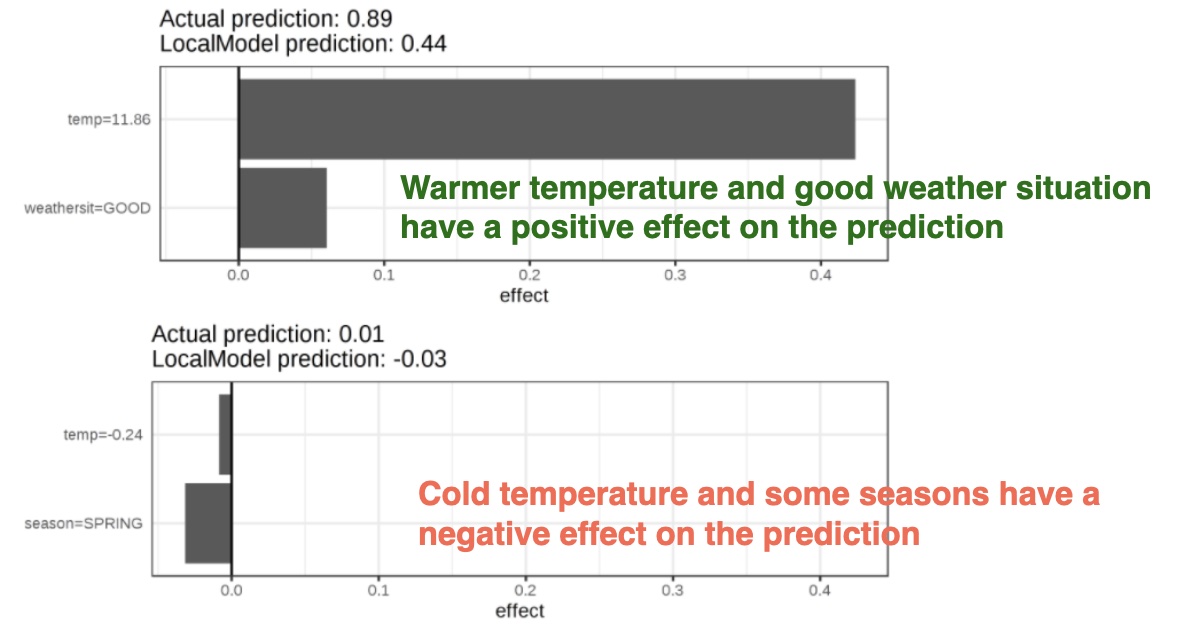 Actual prediction: 0.89
LocalModel prediction: 0.44
temp=11.86
weathersit=GOOD
Warmer temperature and good weather situation
have a positive effect on the prediction
0.0 0.1 0.2 0.3 0.4
effect
Actual prediction: 0.01
LocalModel prediction: -0.03
temp=-0.24
season=SPRING
Cold temperature and some seasons have a
negative effect on the prediction
0.0 0.1 0.2 0.3 0.4
effect